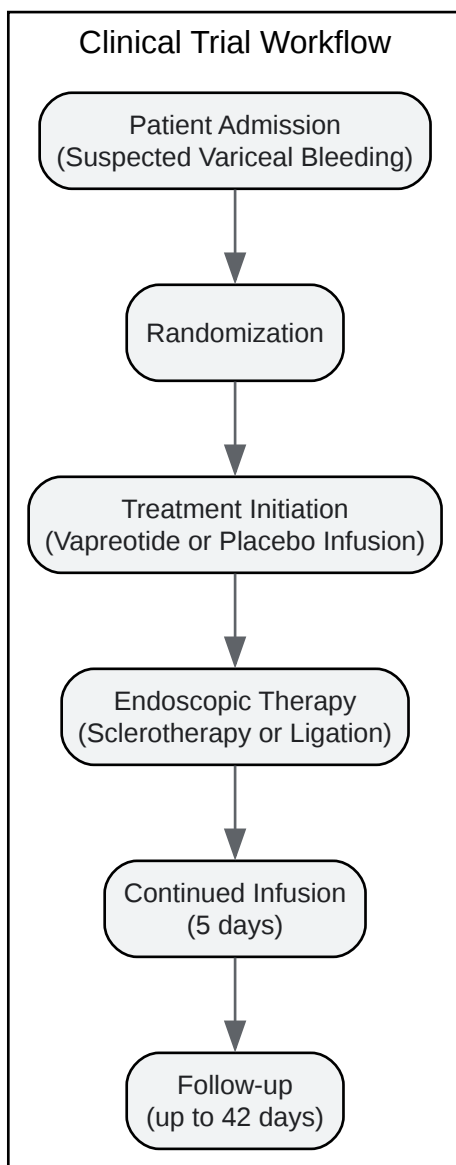 Clinical Trial Workflow
Patient Admission
(Suspected Variceal Bleeding)
Randomization
Treatment Initiation
(Vapreotide or Placebo Infusion)
Endoscopic Therapy
(Sclerotherapy or Ligation)
Continued Infusion
(5 days)
Follow-up
(up to 42 days)